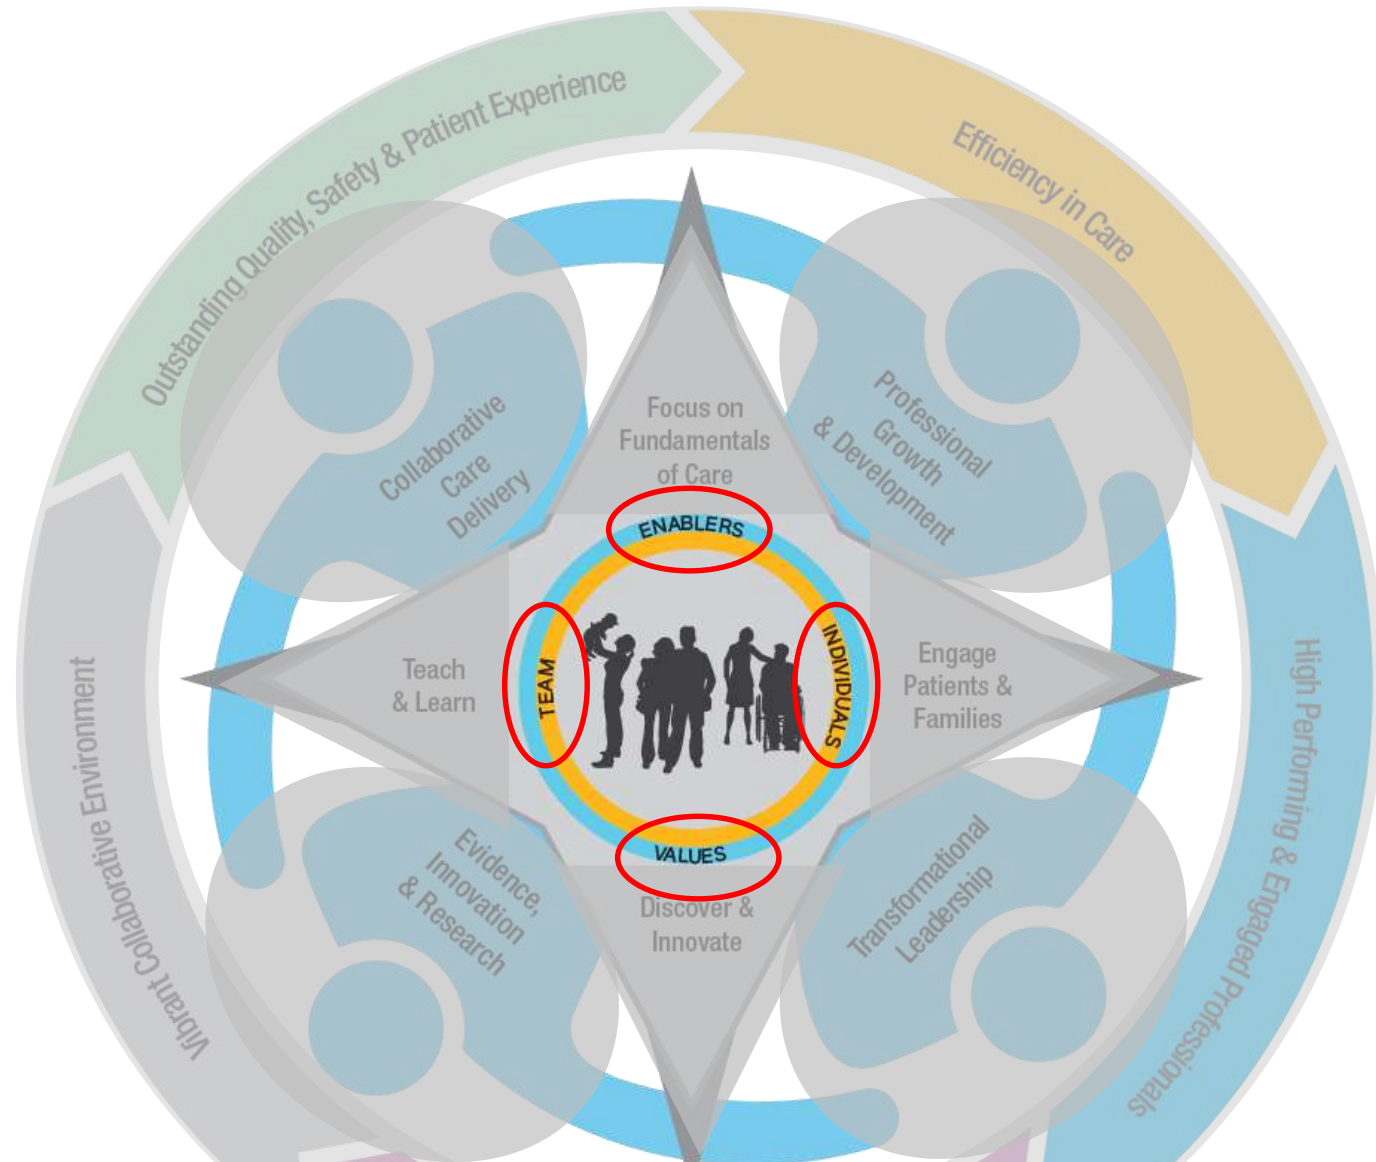 Outstanding Quality, Safety & Patient Experience
Efficiency in Care
High Performing & Engaged Professionals
Vibrant Collaborative Environment
Collaborative
Care
Delivery
Focus on
Fundamentals
of Care
Professional
Growth
& Development
Teach
& Learn
ENABLERS
TEAM
INDIVIDUALS
VALUES
Engage
Patients &
Families
Evidence,
Innovation
& Research
Discover &
Innovate
Transformational
Leadership